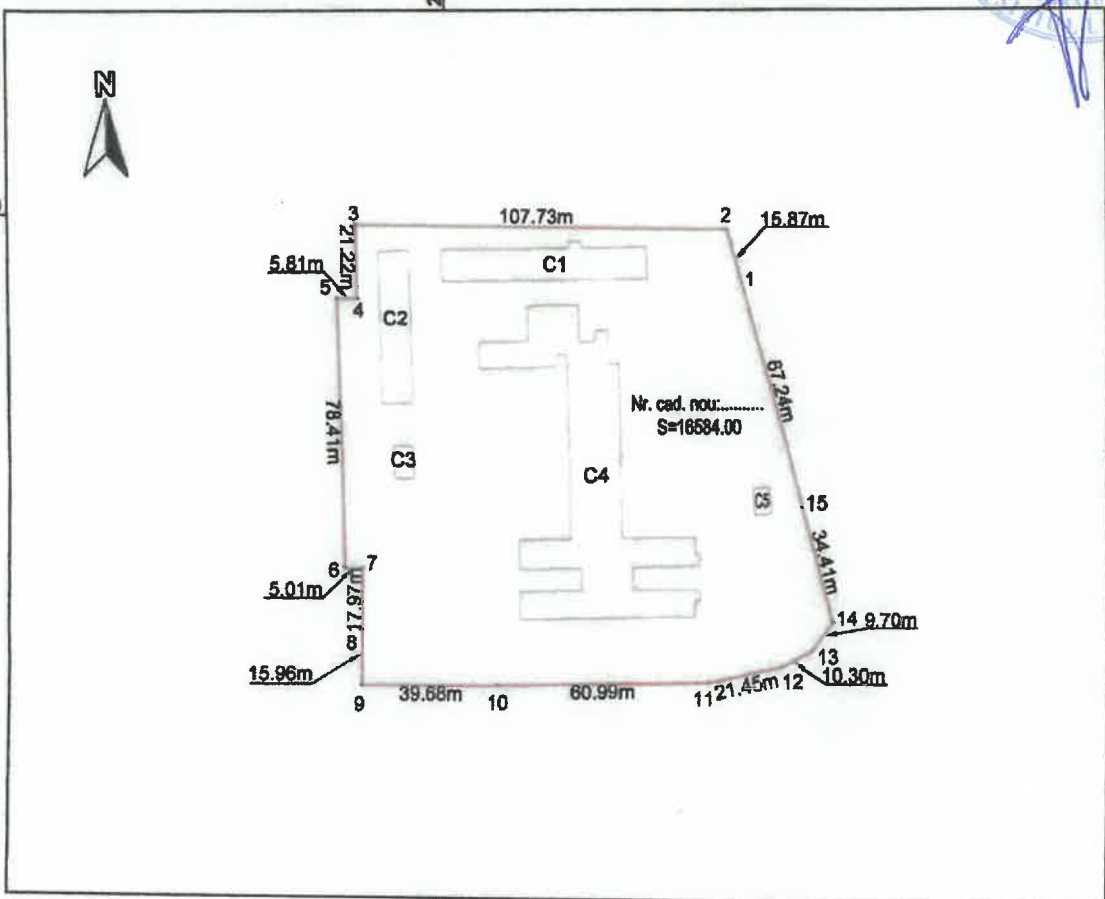 N
3
107.73m
2
15.87m
21.22m
5.81m
5
4
C1
1
C2
67.24m
Nr. cad. nou:..........
S=16584.00
78.41m
C3
C4
C5
15
34.41m
6
7
5.01m
17.97m
14
9.70m
8
13
15.96m
12
10.30m
9
39.68m
10
60.99m
11
21.45m